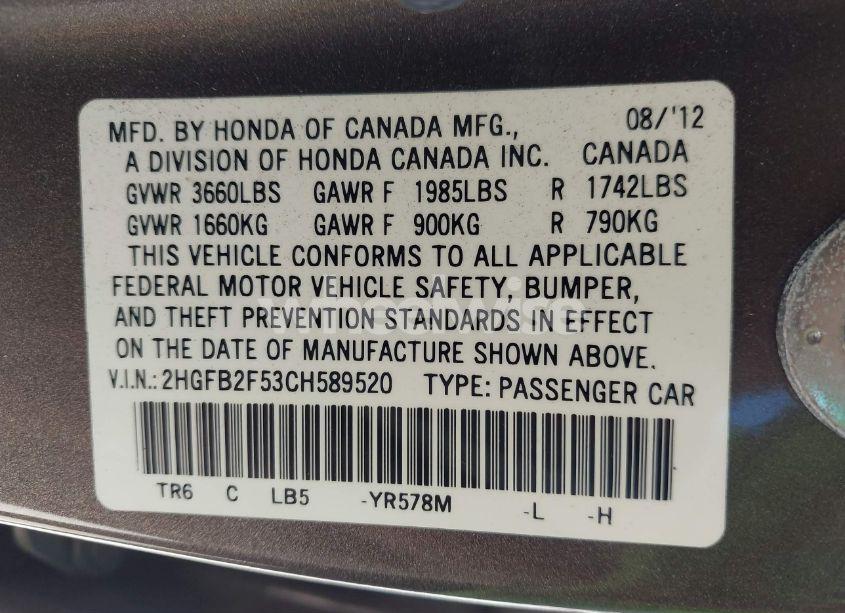 MFD. BY HONDA OF CANADA MFG., 08/'12
A DIVISION OF HONDA CANADA INC. CANADA
GVWR 3660LBS GAWR F 1985LBS R 1742LBS
GVWR 1660KG GAWR F 900KG R 790KG
THIS VEHICLE CONFORMS TO ALL APPLICABLE
FEDERAL MOTOR VEHICLE SAFETY, BUMPER,
AND THEFT PREVENTION STANDARDS IN EFFECT
ON THE DATE OF MANUFACTURE SHOWN ABOVE.
V.I.N.: 2HGFB2F53CH589520 TYPE: PASSENGER CAR
TR6 C LB5 -YR578M -L -H